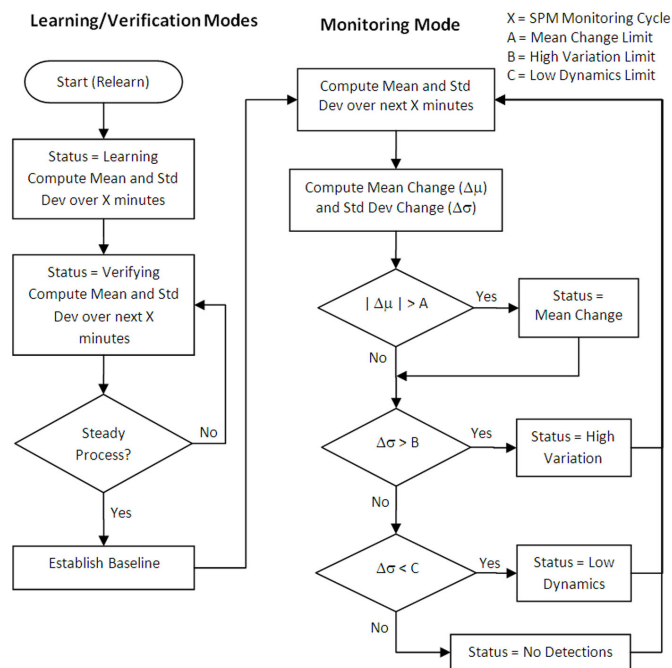 Learning/Verification Modes
Start (Relearn)
Status = Learning
Compute Mean and Std
Dev over X minutes
Status = Verifying
Compute Mean and Std
Dev over next X
minutes
Steady
Process?
No
Yes
Establish Baseline
Monitoring Mode
X = SPM Monitoring Cycle
A = Mean Change Limit
B = High Variation Limit
C = Low Dynamics Limit
Compute Mean and Std
Dev over next X minutes
Compute Mean Change (Δμ)
and Std Dev Change (Δσ)
| Δμ | > A
Yes
Status =
Mean Change
No
Δσ > B
Yes
Status = High
Variation
No
Δσ < C
Yes
Status = Low
Dynamics
No
Status = No Detections